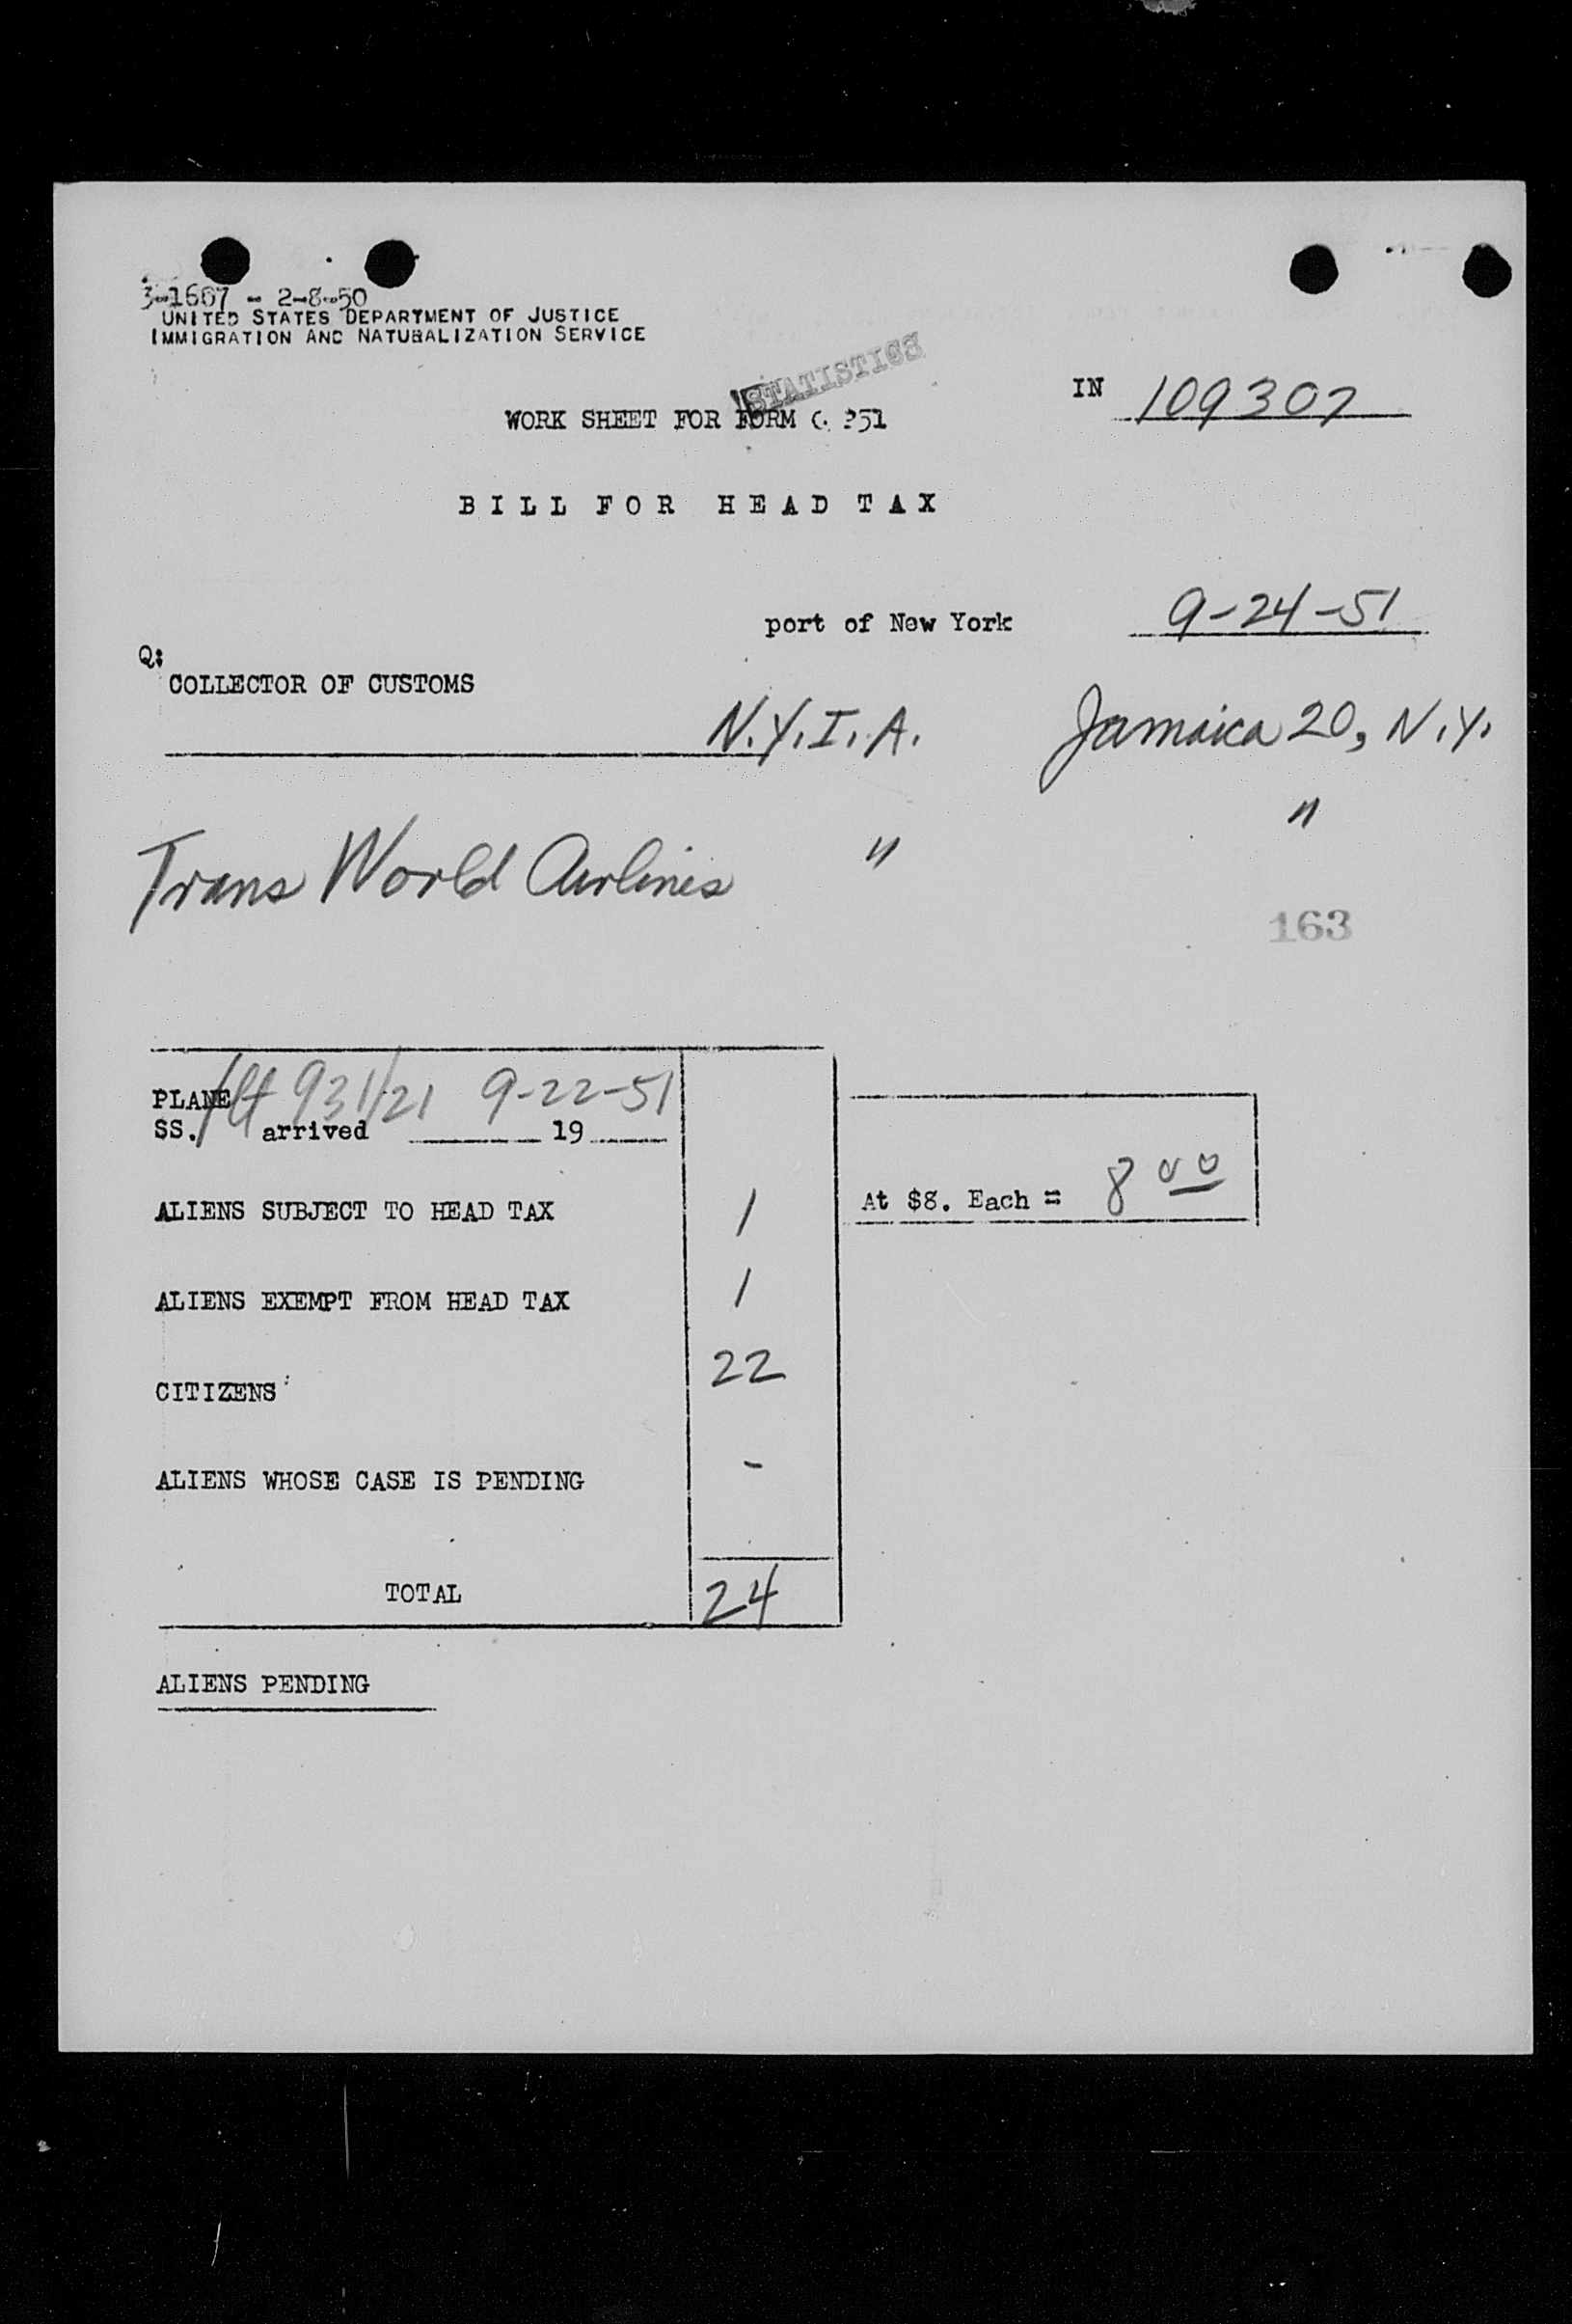 3-1667 - 2-8-50
UNITED STATES DEPARTMENT OF JUSTICE
IMMIGRATION AND NATURALIZATION SERVICE
STATISTICS
IN 109307
WORK SHEET FOR FORM 51
BILL FOR HEAD TAX
port of New York 9-24-51
Q:
COLLECTOR OF CUSTOMS
N.Y.I.A. Jamaica 20, N.Y.
Trans World Airlines " "
163
PLANE flt 931/21 9-22-51
SS. arrived 19
ALIENS SUBJECT TO HEAD TAX 1 At $8. Each = 8 00
ALIENS EXEMPT FROM HEAD TAX 1
CITIZENS 22
ALIENS WHOSE CASE IS PENDING -
TOTAL 24
ALIENS PENDING